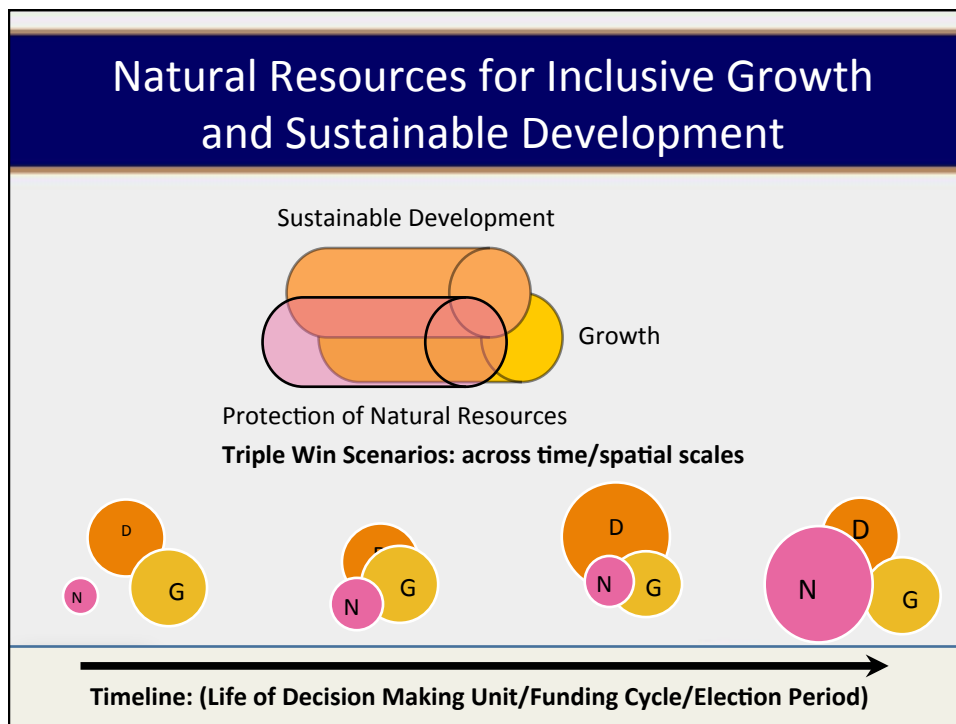 Natural Resources for Inclusive Growth
and Sustainable Development
Sustainable Development
Growth
Protection of Natural Resources
Triple Win Scenarios: across time/spatial scales
D
N
G
N
G
D
N
G
D
N
G
Timeline: (Life of Decision Making Unit/Funding Cycle/Election Period)